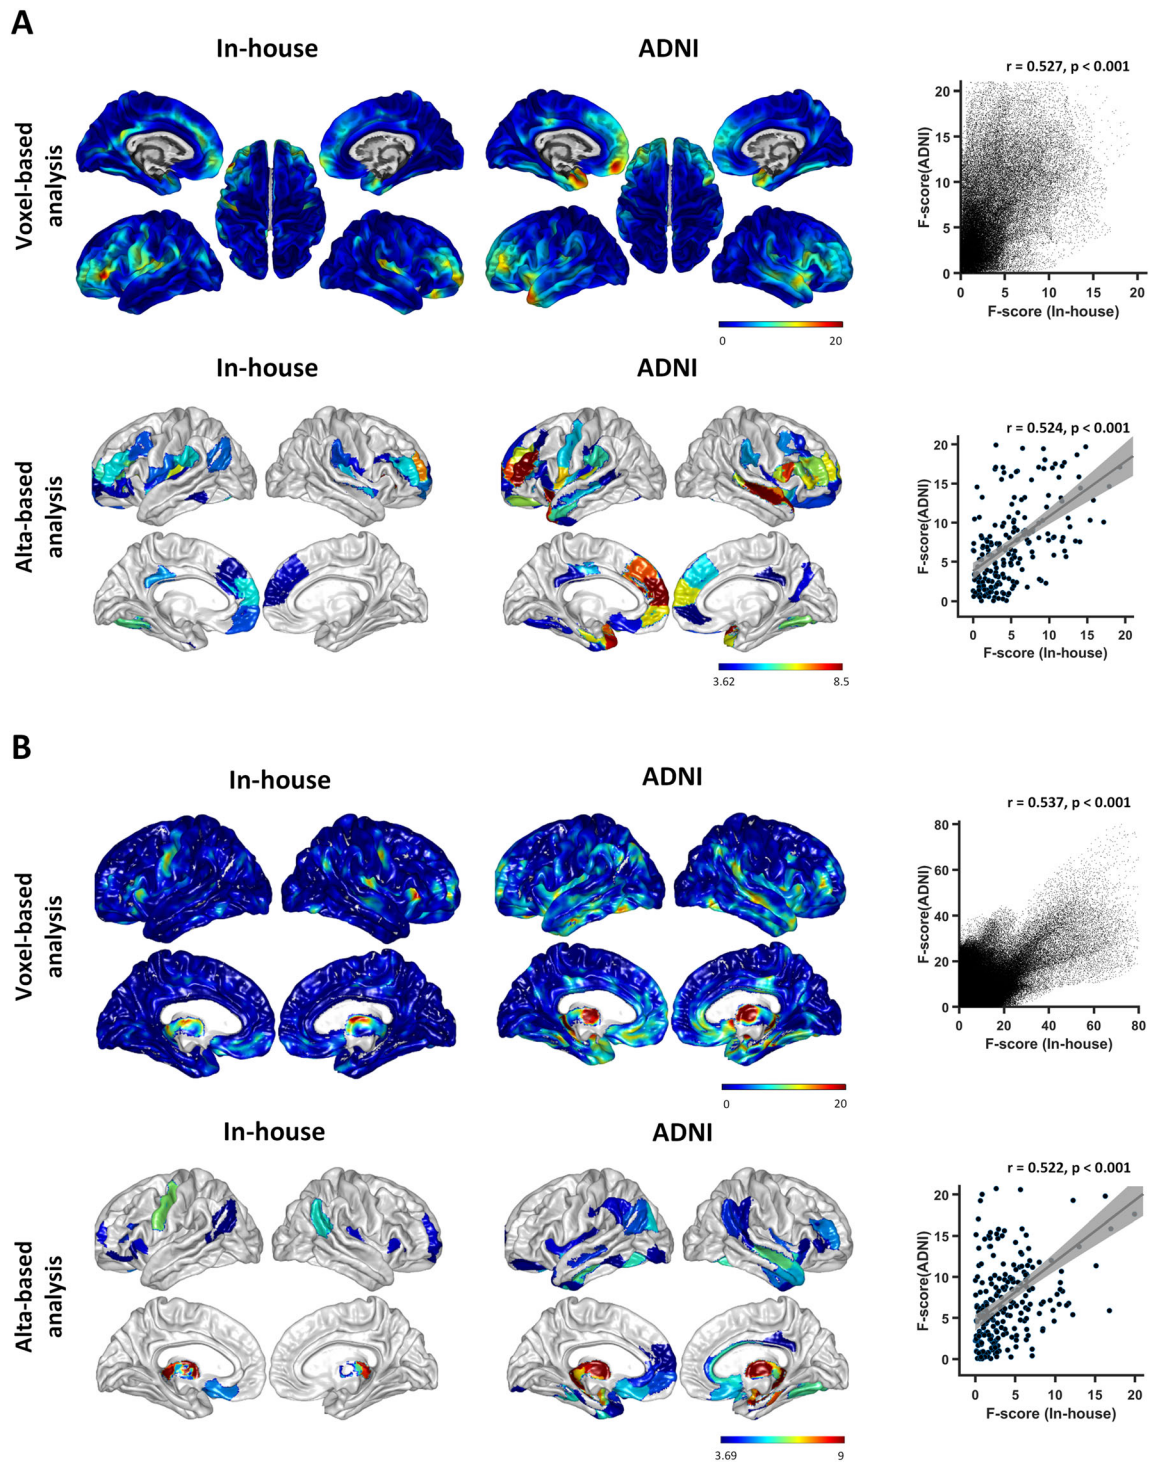 A
In-house
ADNI
Voxel-based
analysis
r = 0.527, p < 0.001
F-score(ADNI)
20
15
10
5
0
0
5
10
15
20
F-score (In-house)
0
20
In-house
ADNI
Alta-based
analysis
r = 0.524, p < 0.001
F-score(ADNI)
20
15
10
5
0
0
5
10
15
20
F-score (In-house)
3.62
8.5
B
In-house
ADNI
Voxel-based
analysis
r = 0.537, p < 0.001
F-score(ADNI)
80
60
40
20
0
0
20
40
60
80
F-score (In-house)
0
20
In-house
ADNI
Alta-based
analysis
r = 0.522, p < 0.001
F-score(ADNI)
20
15
10
5
0
0
5
10
15
20
F-score (In-house)
3.69
9